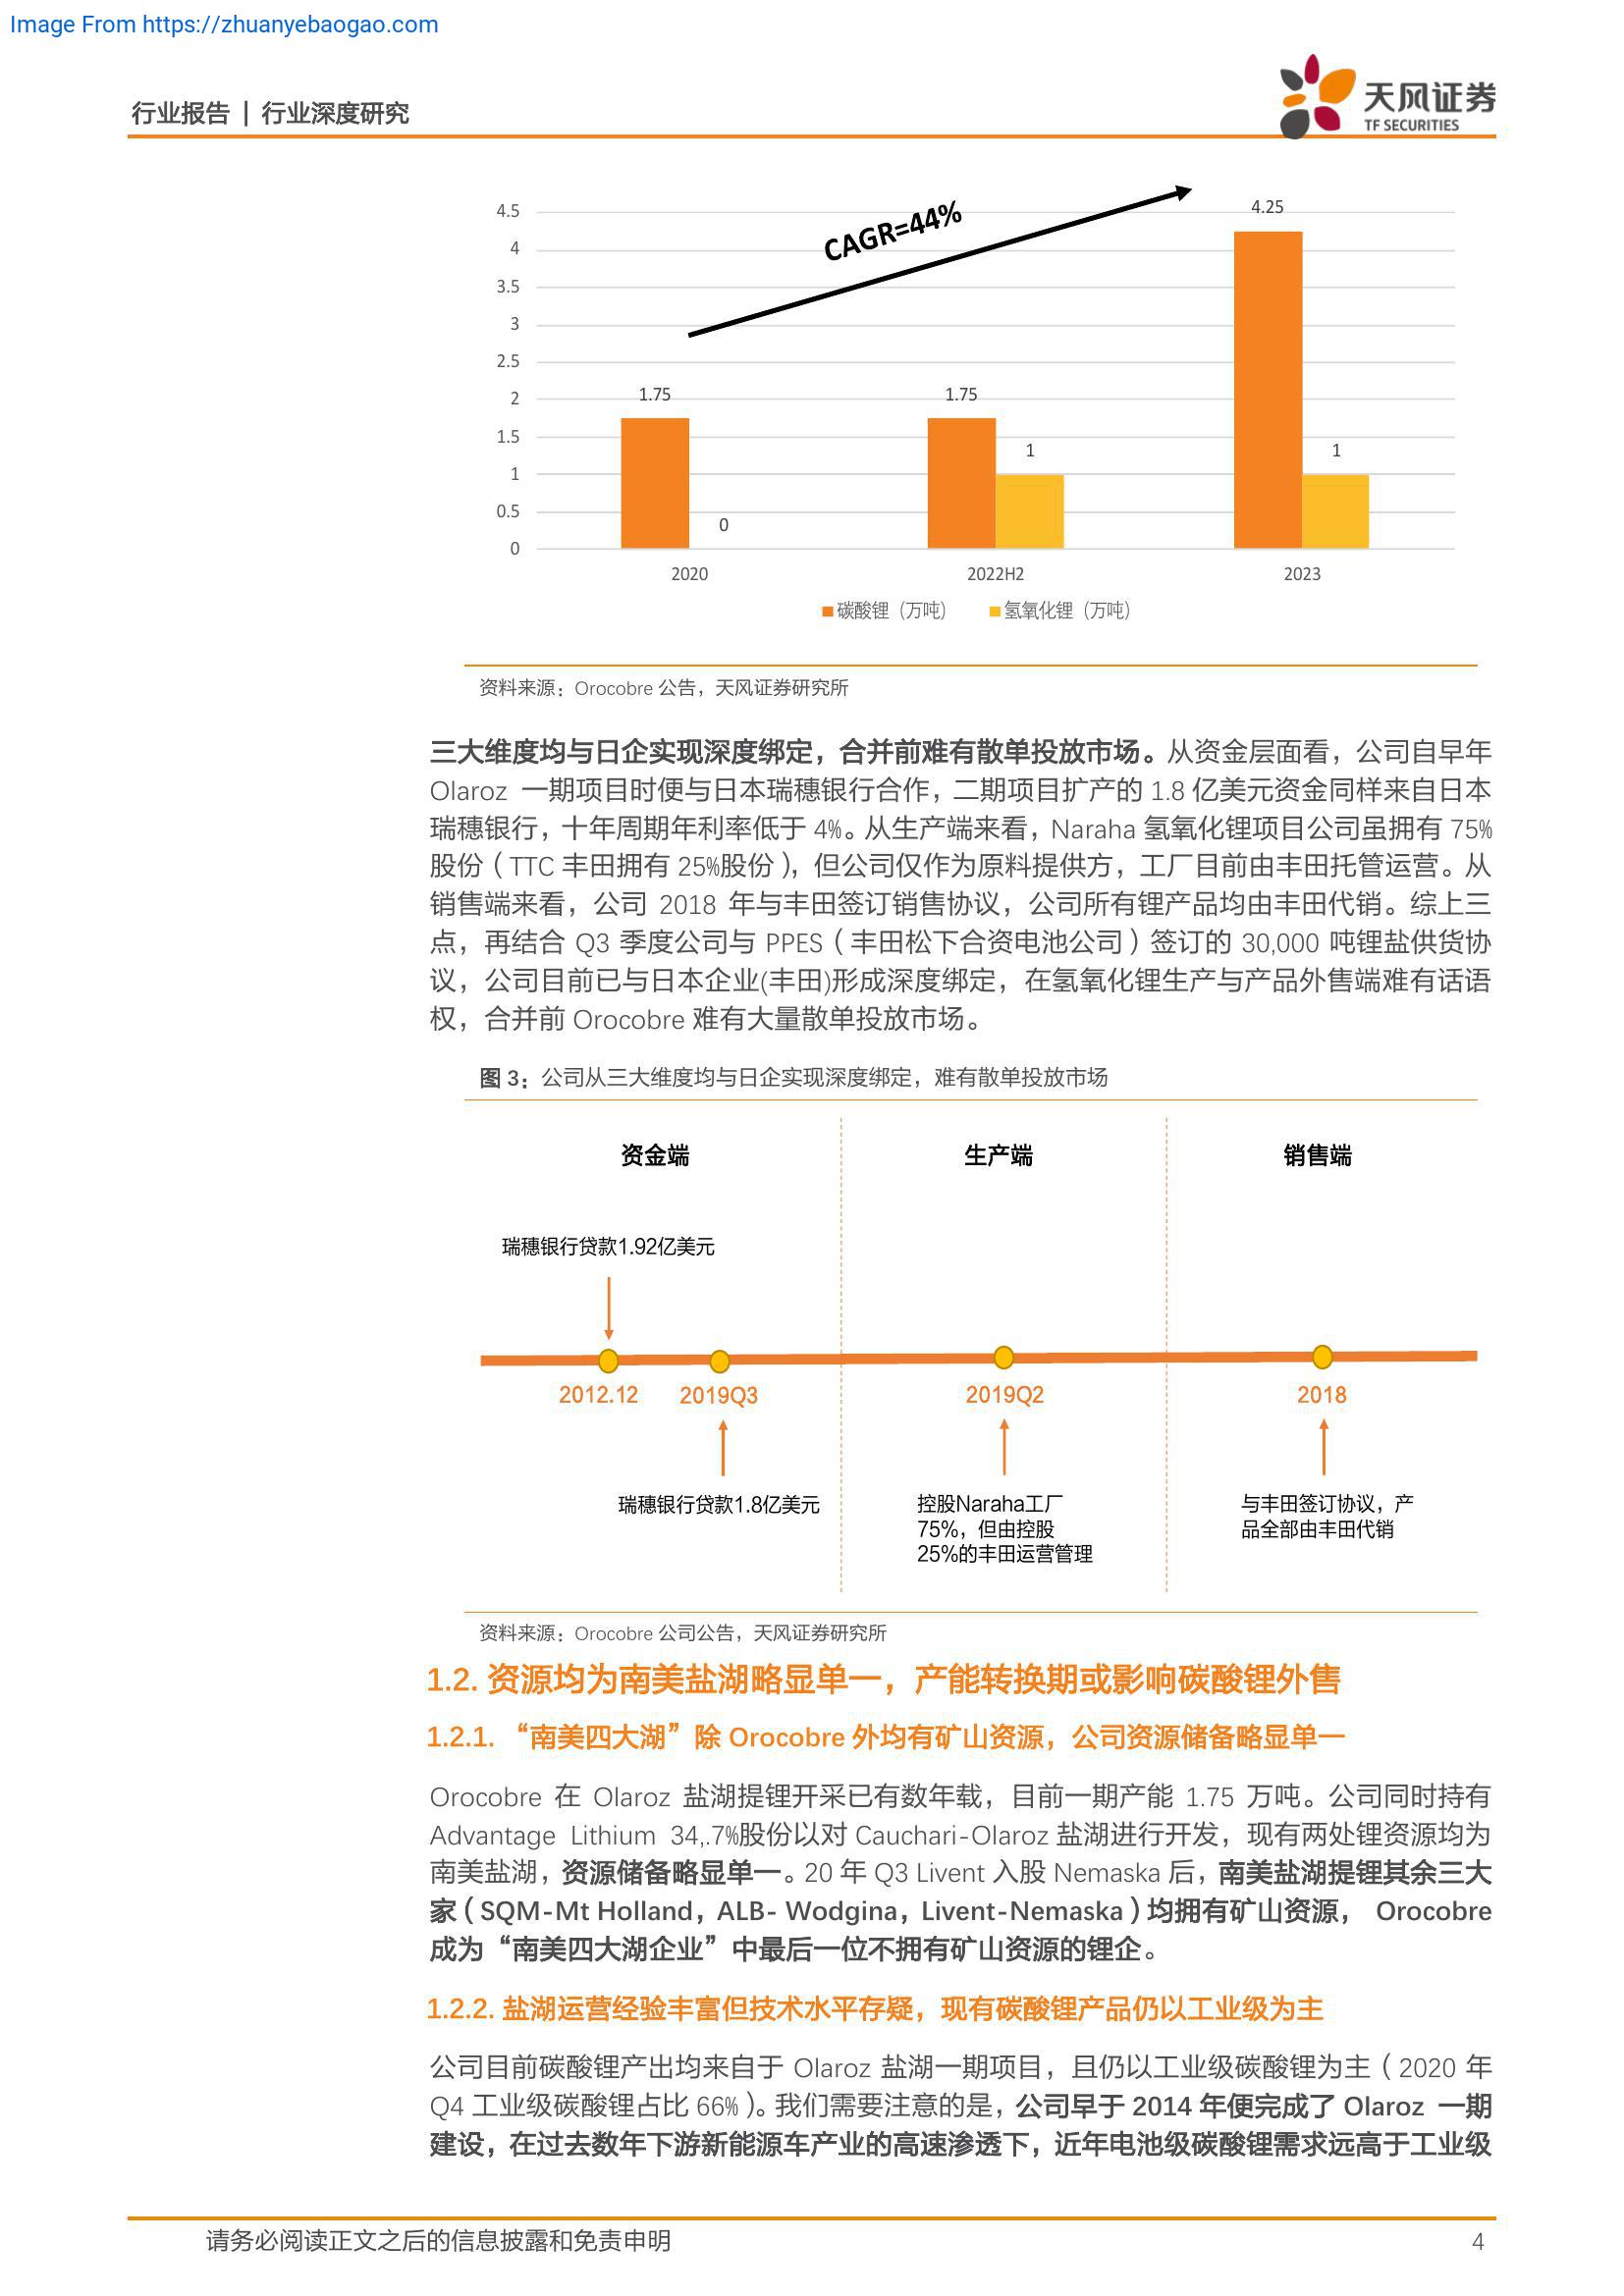 Image From https://zhuanyebaogao.com
行业报告 | 行业深度研究
天风证券
TF SECURITIES
CAGR=44%
4.5
4
3.5
3
2.5
2
1.5
1
0.5
0
1.75
0
1.75
1
4.25
1
2020 2022H2 2023
碳酸锂（万吨） 氢氧化锂（万吨）
资料来源：Orocobre 公告，天风证券研究所
三大维度均与日企实现深度绑定，合并前难有散单投放市场。从资金层面看，公司自早年
Olaroz 一期项目时便与日本瑞穗银行合作，二期项目扩产的 1.8 亿美元资金同样来自日本
瑞穗银行，十年周期年利率低于 4%。从生产端来看，Naraha 氢氧化锂项目公司虽拥有 75%
股份（TTC 丰田拥有 25%股份），但公司仅作为原料提供方，工厂目前由丰田托管运营。从
销售端来看，公司 2018 年与丰田签订销售协议，公司所有锂产品均由丰田代销。综上三
点，再结合 Q3 季度公司与 PPES（丰田松下合资电池公司）签订的 30,000 吨锂盐供货协
议，公司目前已与日本企业(丰田)形成深度绑定，在氢氧化锂生产与产品外售端难有话语
权，合并前 Orocobre 难有大量散单投放市场。
图 3：公司从三大维度均与日企实现深度绑定，难有散单投放市场
资金端 生产端 销售端
瑞穗银行贷款1.92亿美元
2012.12 2019Q3 2019Q2 2018
瑞穗银行贷款1.8亿美元
控股Naraha工厂
75%，但由控股
25%的丰田运营管理
与丰田签订协议，产
品全部由丰田代销
资料来源：Orocobre 公司公告，天风证券研究所
1.2. 资源均为南美盐湖略显单一，产能转换期或影响碳酸锂外售
1.2.1. “南美四大湖”除 Orocobre 外均有矿山资源，公司资源储备略显单一
Orocobre 在 Olaroz 盐湖提锂开采已有数年载，目前一期产能 1.75 万吨。公司同时持有
Advantage Lithium 34,.7%股份以对 Cauchari-Olaroz 盐湖进行开发，现有两处锂资源均为
南美盐湖，资源储备略显单一。20 年 Q3 Livent 入股 Nemaska 后，南美盐湖提锂其余三大
家（SQM-Mt Holland，ALB- Wodgina，Livent-Nemaska）均拥有矿山资源， Orocobre
成为“南美四大湖企业”中最后一位不拥有矿山资源的锂企。
1.2.2. 盐湖运营经验丰富但技术水平存疑，现有碳酸锂产品仍以工业级为主
公司目前碳酸锂产出均来自于 Olaroz 盐湖一期项目，且仍以工业级碳酸锂为主（2020 年
Q4 工业级碳酸锂占比 66%）。我们需要注意的是，公司早于 2014 年便完成了 Olaroz 一期
建设，在过去数年下游新能源车产业的高速渗透下，近年电池级碳酸锂需求远高于工业级
请务必阅读正文之后的信息披露和免责申明 4